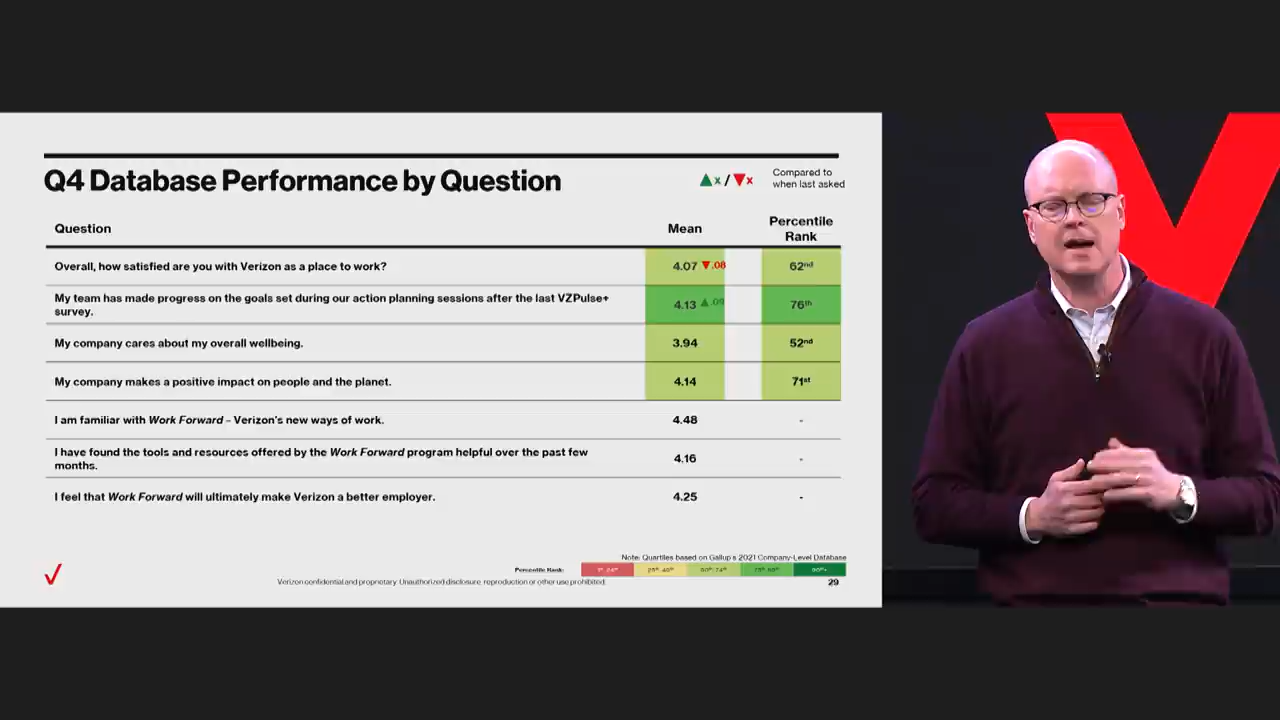 Q4 Database Performance by Question
▲x / ▼x
Compared to
when last asked
Question
Mean
Percentile
Rank
Overall, how satisfied are you with Verizon as a place to work?
4.07 ▼.08
62nd
My team has made progress on the goals set during our action planning sessions after the last VZPulse+
survey.
4.13 ▲.09
76th
My company cares about my overall wellbeing.
3.94
52nd
My company makes a positive impact on people and the planet.
4.14
71st
I am familiar with Work Forward – Verizon's new ways of work.
4.48
-
I have found the tools and resources offered by the Work Forward program helpful over the past few
months.
4.16
-
I feel that Work Forward will ultimately make Verizon a better employer.
4.25
-
Note: Quartiles based on Gallup's 2021 Company-Level Database
Percentile Rank:
Verizon confidential and proprietary. Unauthorized disclosure, reproduction or other use prohibited.
29